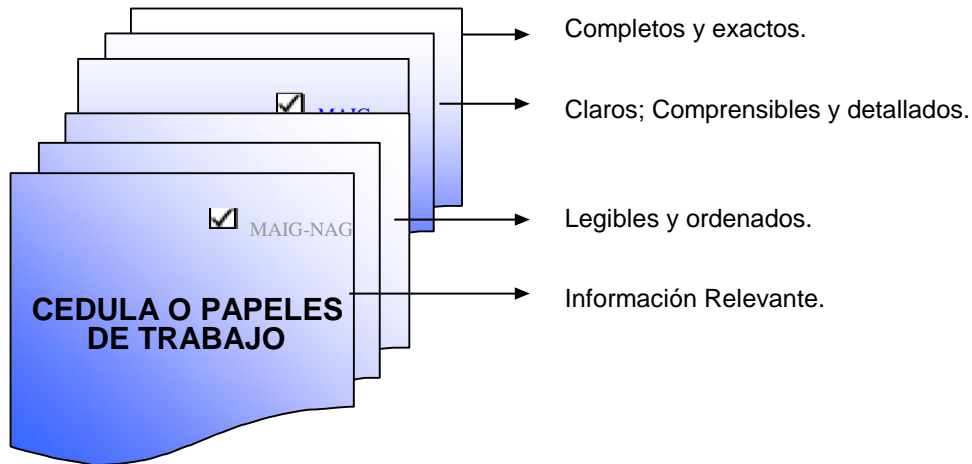 Completos y exactos.
MAIG
Claros; Comprensibles y detallados.
MAIG-NAG
Legibles y ordenados.
CEDULA O PAPELES
DE TRABAJO
Información Relevante.